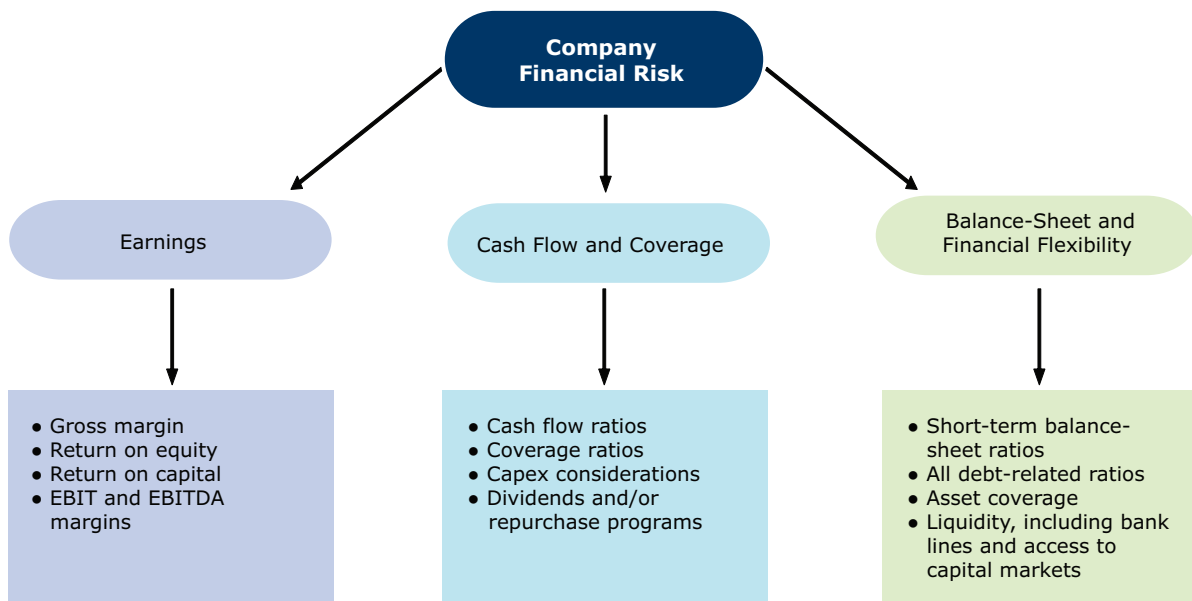 Company
Financial Risk
Earnings
Cash Flow and Coverage
Balance-Sheet and
Financial Flexibility
● Gross margin
● Return on equity
● Return on capital
● EBIT and EBITDA
margins
● Cash flow ratios
● Coverage ratios
● Capex considerations
● Dividends and/or
repurchase programs
● Short-term balance-
sheet ratios
● All debt-related ratios
● Asset coverage
● Liquidity, including bank
lines and access to
capital markets